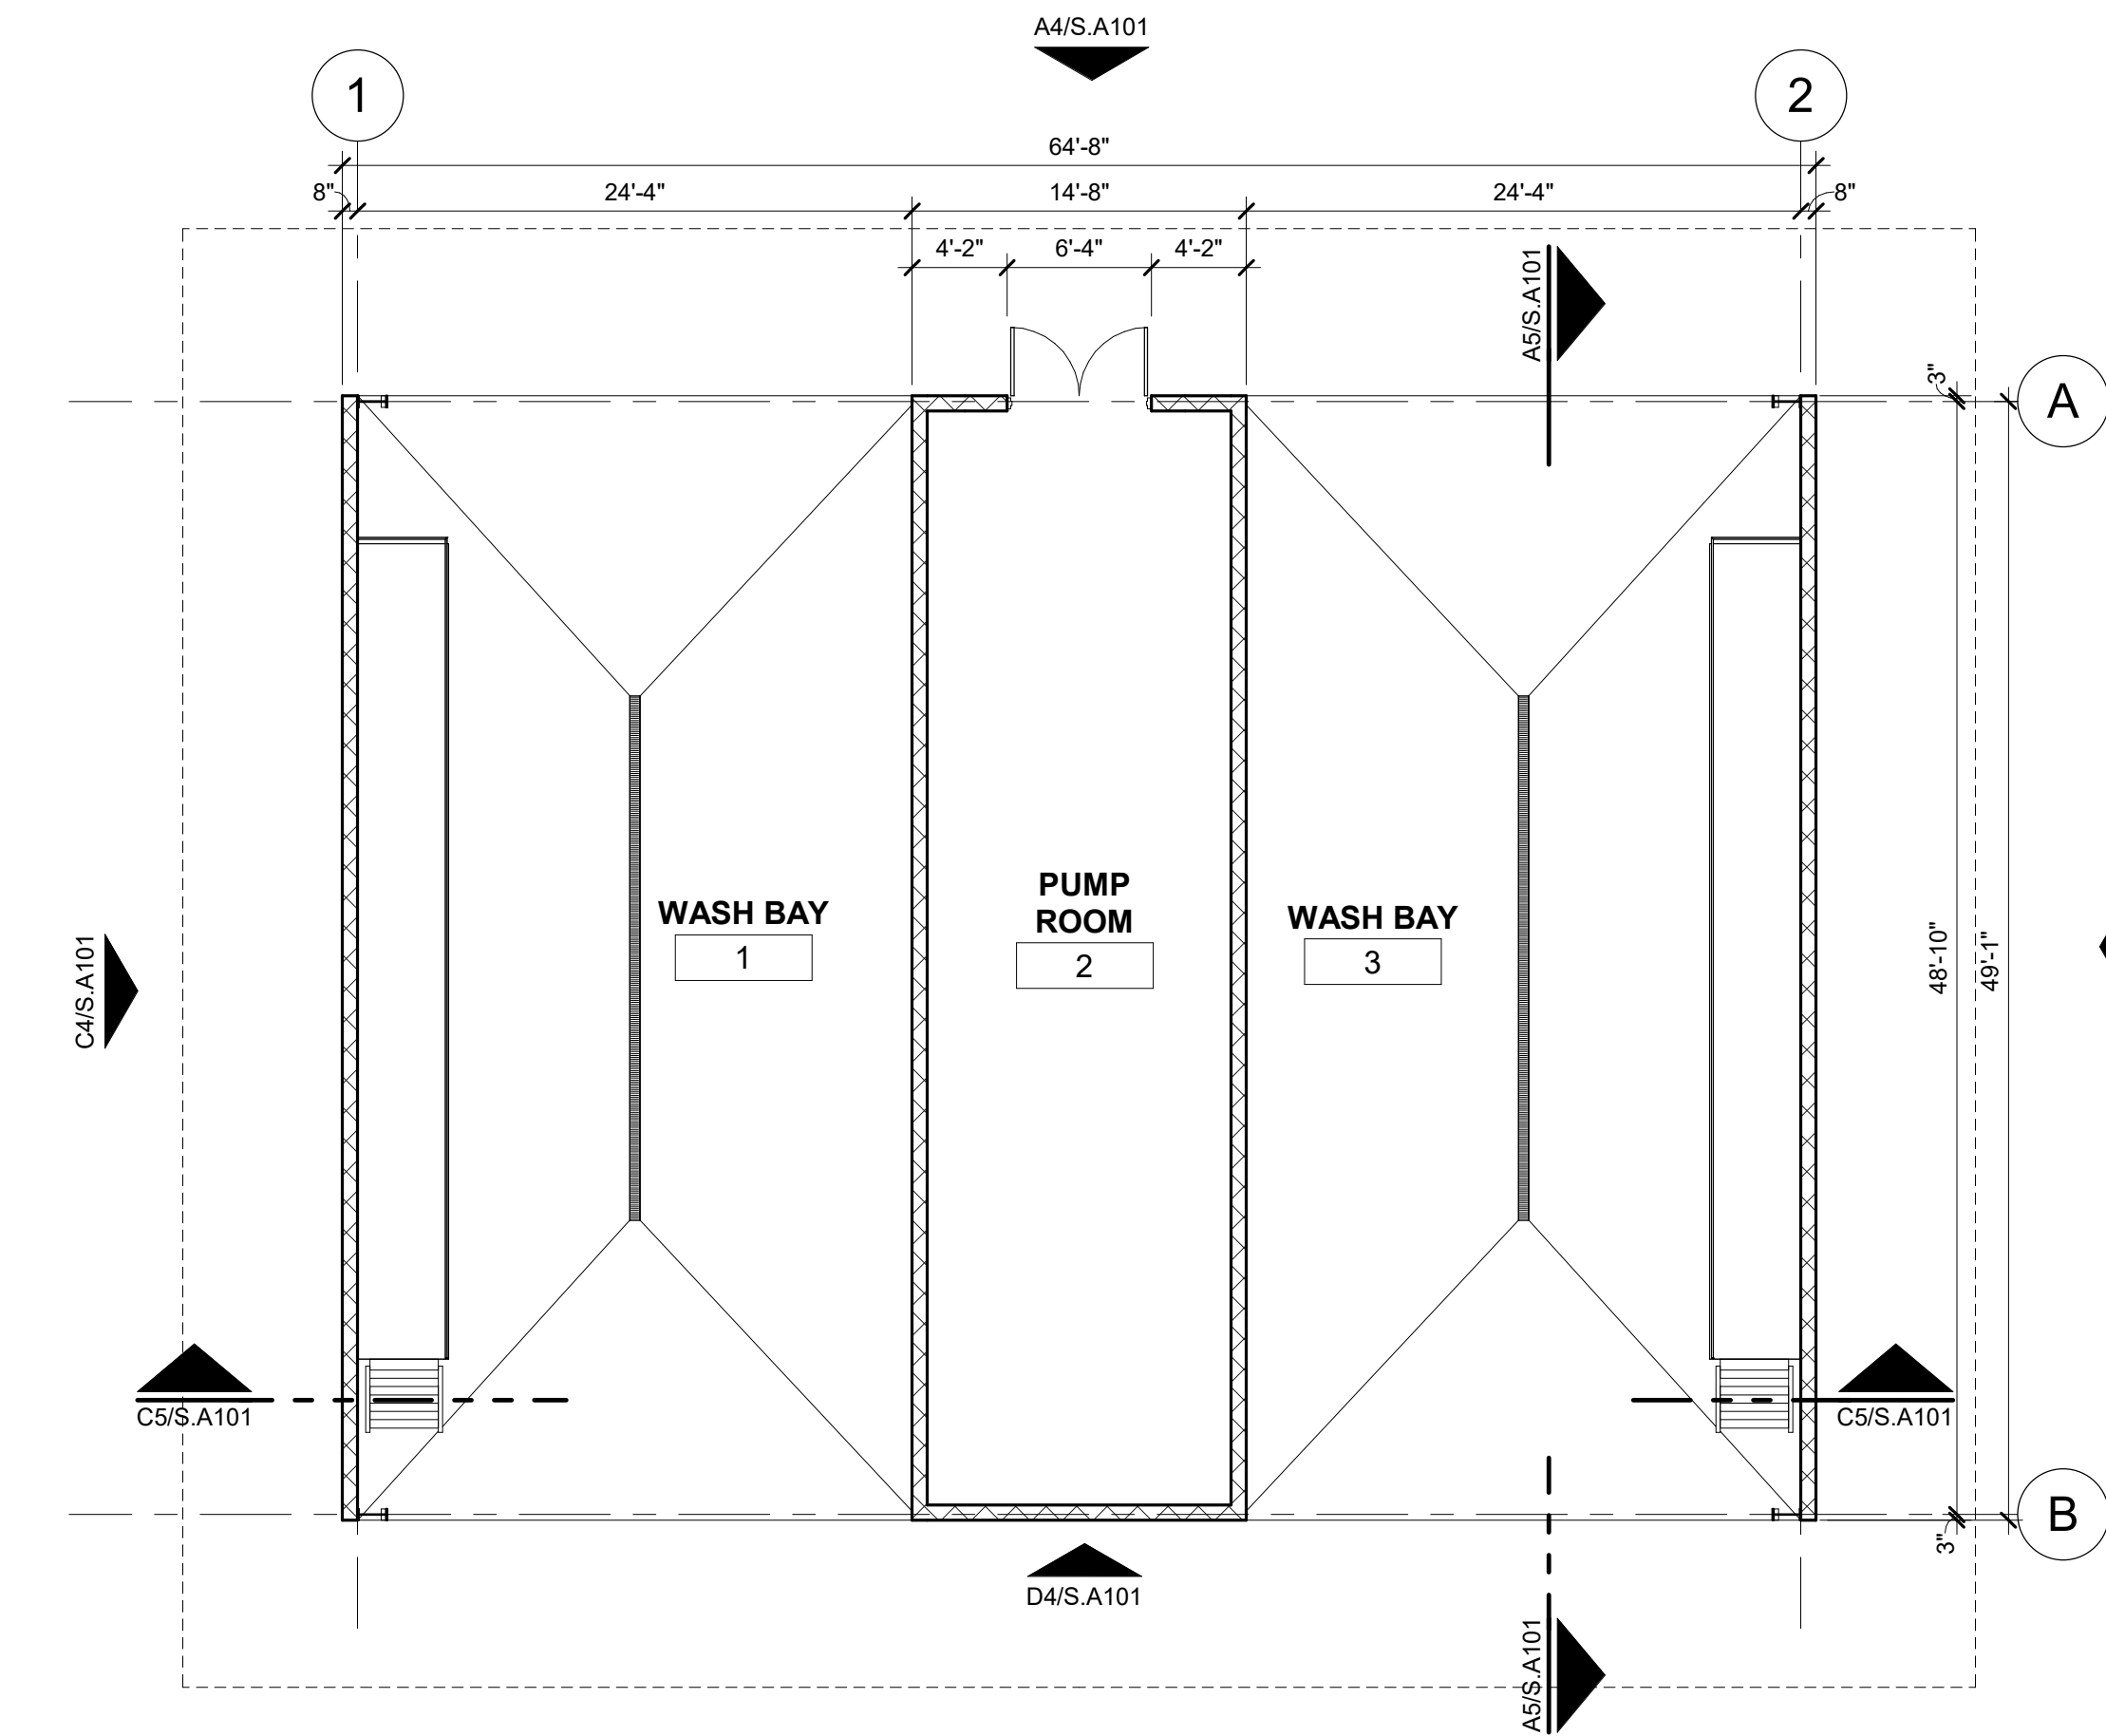 A4/S.A101
1
2
64'-8"
8"
24'-4"
14'-8"
24'-4"
8"
4'-2"
6'-4"
4'-2"
A5/S.A101
3"
A
WASH BAY
1
PUMP
ROOM
2
WASH BAY
3
C4/S.A101
48'-10"
49'-1"
C5/S.A101
C5/S.A101
B
3"
D4/S.A101
A5/S.A101